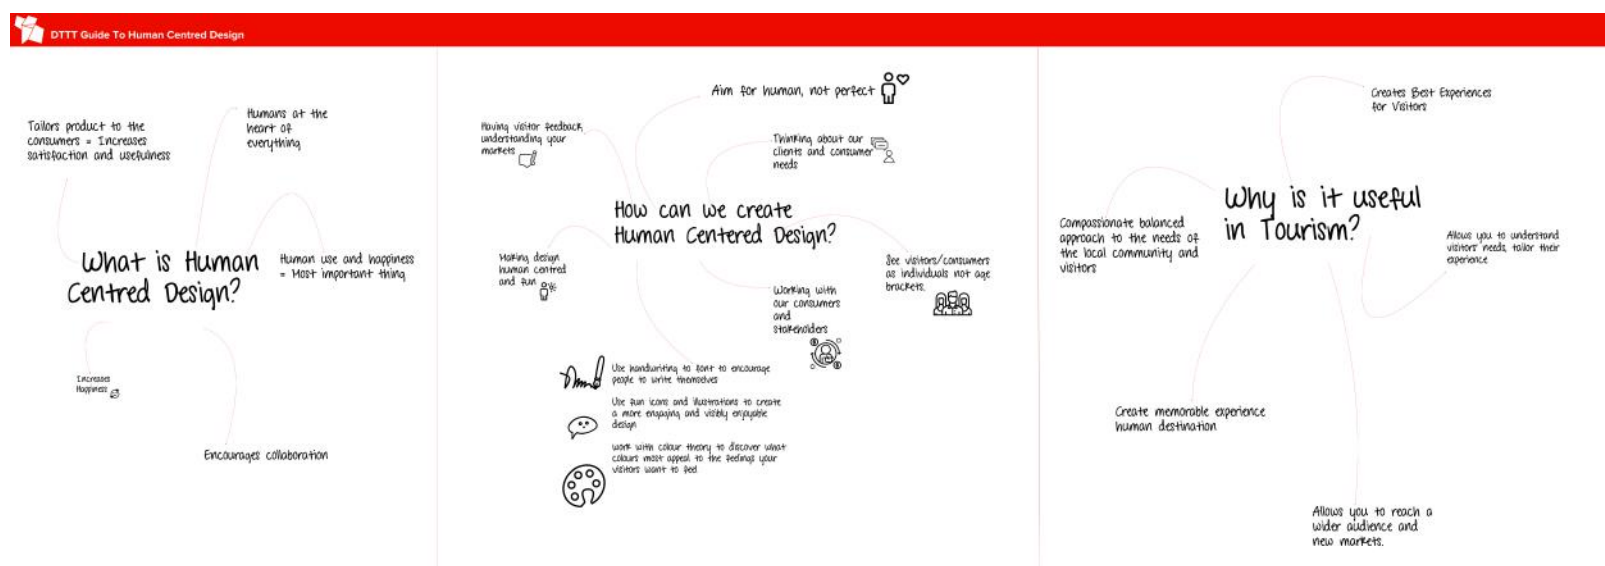 DTTT Guide To Human Centred Design
Tailors product to the
consumers = Increases
satisfaction and usefulness
Humans at the
heart of
everything
What is Human
Centred Design?
Human use and happiness
= Most important thing
Increases
Happiness
Encourages collaboration
Aim for human, not perfect
Having visitor feedback,
understanding your
markets
Thinking about our
clients and consumer
needs
How can we create
Human Centered Design?
Making design
human centred
and fun
See visitors/consumers
as individuals not age
brackets.
Working with
our consumers
and
stakeholders
Use handwriting to font to encourage
people to write themselves
Use fun icons and illustrations to create
a more engaging and visibly enjoyable
design
work with colour theory to discover what
colours most appeal to the feelings your
visitors want to feel
Creates Best Experiences
for Visitors
Why is it useful
in Tourism?
Compassionate balanced
approach to the needs of
the local community and
visitors
Allows you to understand
visitors' needs, tailor their
experience
Create memorable experience
human destination
Allows you to reach a
wider audience and
new markets.